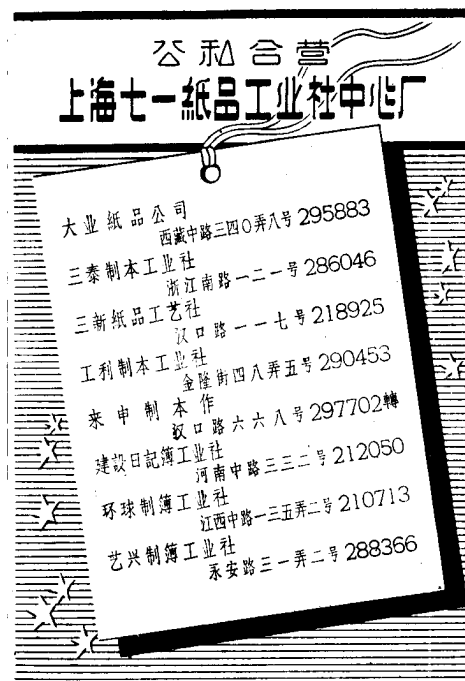 公私合营
上海七一紙品工业社中心厂
大业纸品公司
西藏中路三四〇弄八号 295883
三泰制本工业社
浙江南路一二一号 286046
三新纸品工艺社
汉口路一一七号 218925
工利制本工业社
金隆街四八弄五号 290453
来申制本作
汉口路六六八号 297702轉
建設日記簿工业社
河南中路三三二号 212050
环球制簿工业社
江西中路一三五弄二号 210713
艺兴制簿工业社
永安路三一弄二号 288366